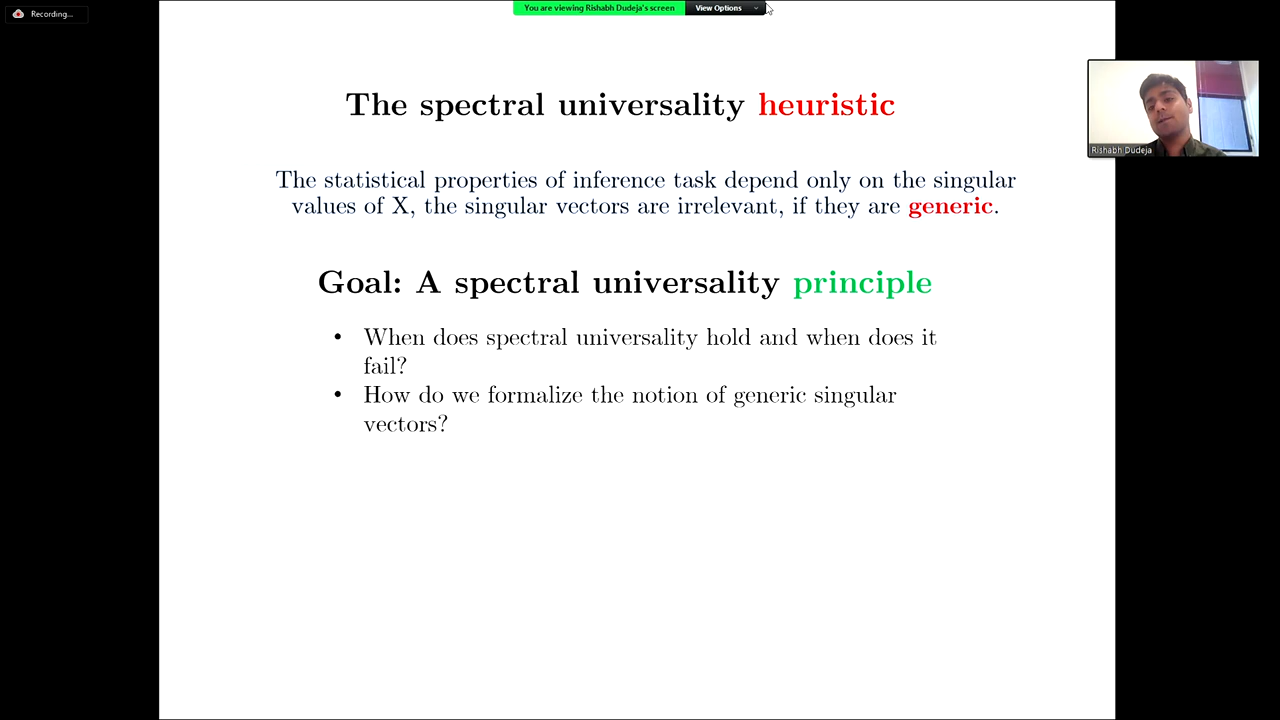 Recording...
You are viewing Rishabh Dudeja's screen
View Options
The spectral universality heuristic
Rishabh Dudeja
The statistical properties of inference task depend only on the singular
values of X, the singular vectors are irrelevant, if they are generic.
Goal: A spectral universality principle
• When does spectral universality hold and when does it
fail?
• How do we formalize the notion of generic singular
vectors?